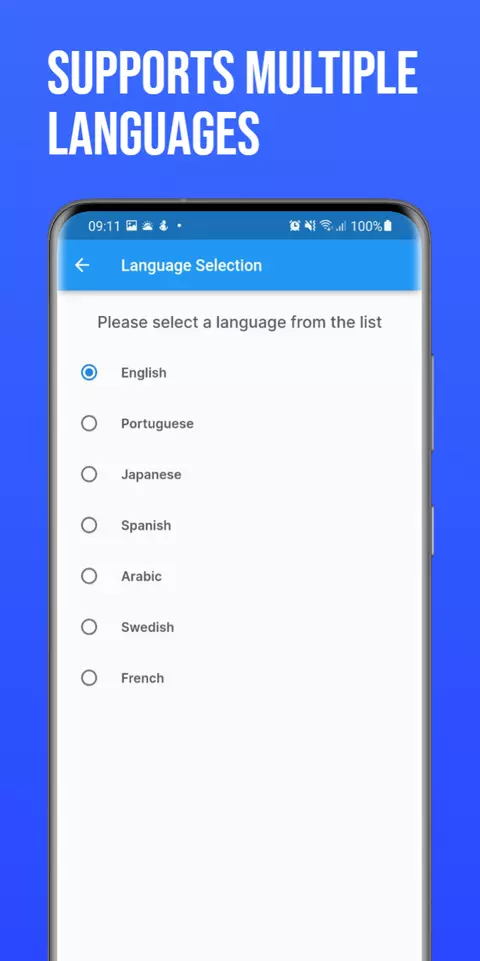 SUPPORTS MULTIPLE
LANGUAGES
09:11 100%
Language Selection
Please select a language from the list
English
Portuguese
Japanese
Spanish
Arabic
Swedish
French